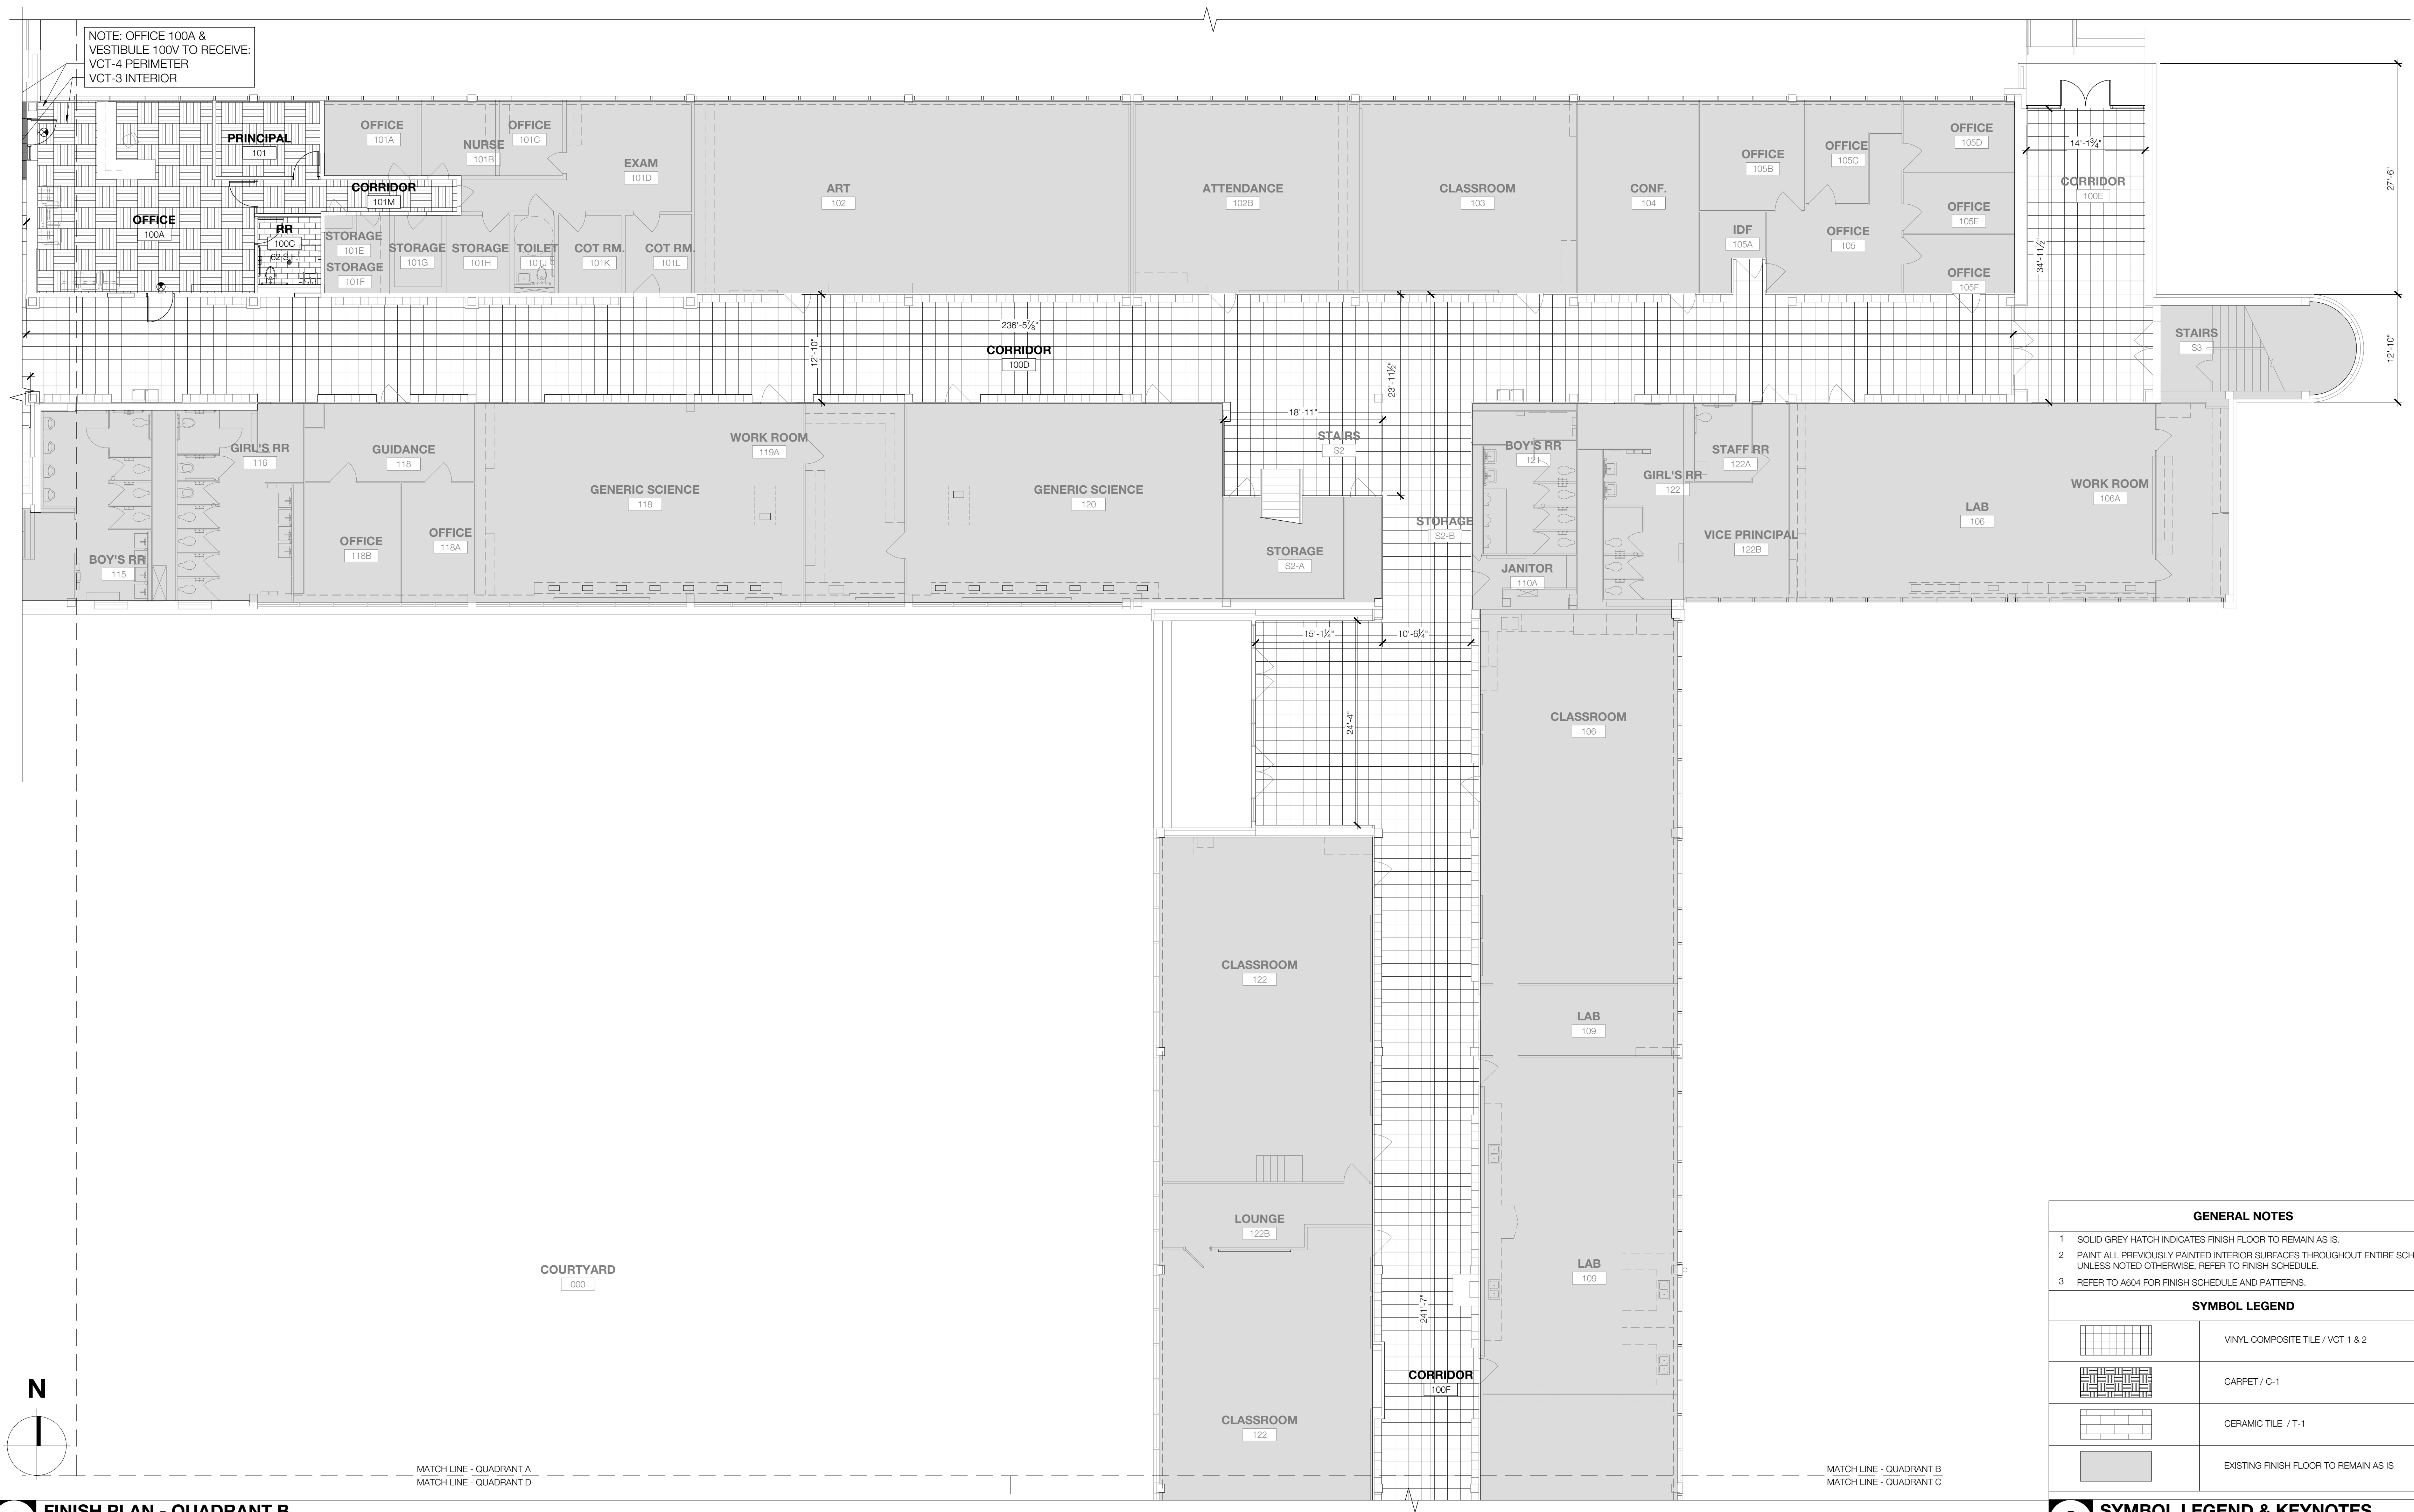 NOTE: OFFICE 100A &
VESTIBULE 100V TO RECEIVE:
VCT-4 PERIMETER
VCT-3 INTERIOR
PRINCIPAL
101
OFFICE
101A
NURSE
101B
OFFICE
101C
EXAM
101D
CORRIDOR
101M
OFFICE
100A
RR
100C
62 S.F.
STORAGE
101E
STORAGE
101F
STORAGE
101G
STORAGE
101H
TOILET
101J
COT RM.
101K
COT RM.
101L
ART
102
ATTENDANCE
102B
CLASSROOM
103
CONF.
104
OFFICE
105B
OFFICE
105C
OFFICE
105D
OFFICE
105E
IDF
105A
OFFICE
105
OFFICE
105F
14'-1¾"
CORRIDOR
100E
34'-11½"
27'-6"
236'-5⅞"
12'-10"
CORRIDOR
100D
23'-11½"
STAIRS
S3
12'-10"
18'-11"
STAIRS
S2
BOY'S RR
115
GIRL'S RR
116
GUIDANCE
118
OFFICE
118B
OFFICE
118A
GENERIC SCIENCE
118
WORK ROOM
119A
GENERIC SCIENCE
120
STORAGE
S2-A
STORAGE
S2-B
BOY'S RR
121
JANITOR
110A
GIRL'S RR
122
STAFF RR
122A
VICE PRINCIPAL
122B
LAB
106
WORK ROOM
106A
15'-1¼"
10'-6¼"
24'-4"
CLASSROOM
106
CLASSROOM
122
LAB
109
LOUNGE
122B
COURTYARD
000
LAB
109
241'-7"
CORRIDOR
100F
CLASSROOM
122
N
MATCH LINE - QUADRANT A
MATCH LINE - QUADRANT D
MATCH LINE - QUADRANT B
MATCH LINE - QUADRANT C
GENERAL NOTES
1 SOLID GREY HATCH INDICATES FINISH FLOOR TO REMAIN AS IS.
2 PAINT ALL PREVIOUSLY PAINTED INTERIOR SURFACES THROUGHOUT ENTIRE SCH
UNLESS NOTED OTHERWISE, REFER TO FINISH SCHEDULE.
3 REFER TO A604 FOR FINISH SCHEDULE AND PATTERNS.
SYMBOL LEGEND
VINYL COMPOSITE TILE / VCT 1 & 2
CARPET / C-1
CERAMIC TILE / T-1
EXISTING FINISH FLOOR TO REMAIN AS IS
FINISH PLAN - QUADRANT B
SYMBOL LEGEND & KEYNOTES